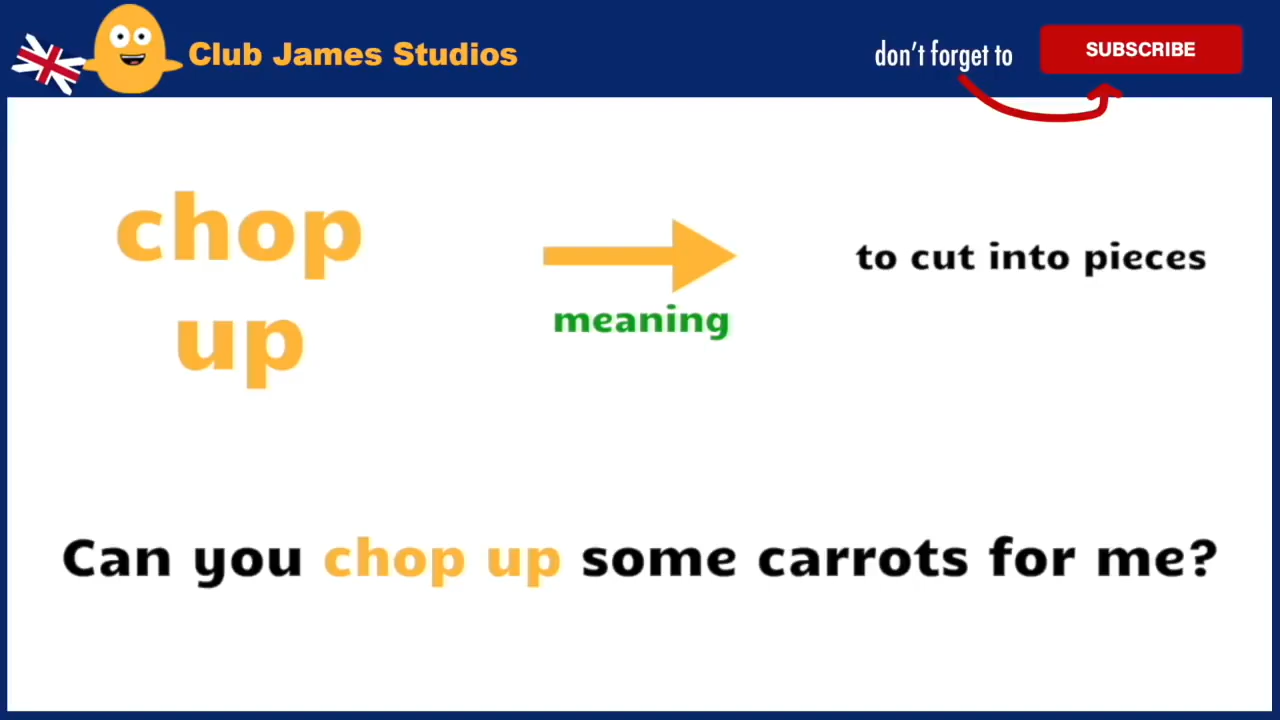 Club James Studios
don't forget to
SUBSCRIBE
chop
up
meaning
to cut into pieces
Can you chop up some carrots for me?